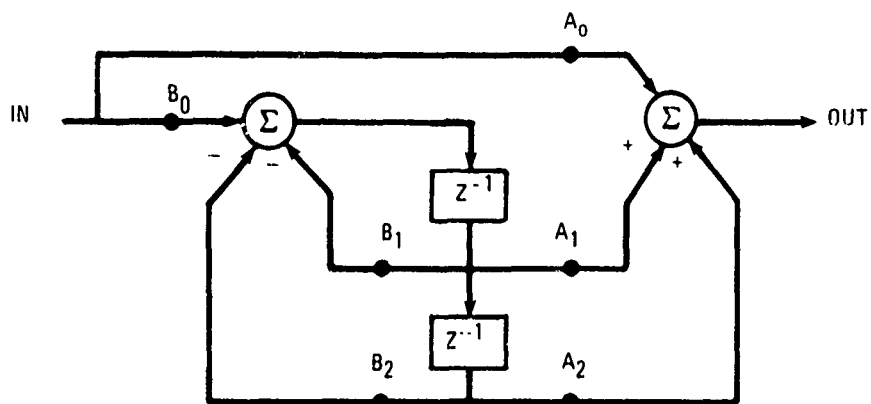 A₀
IN
B₀
Σ
Σ
OUT
−
−
+
+
Z⁻¹
B₁
A₁
Z⁻¹
B₂
A₂